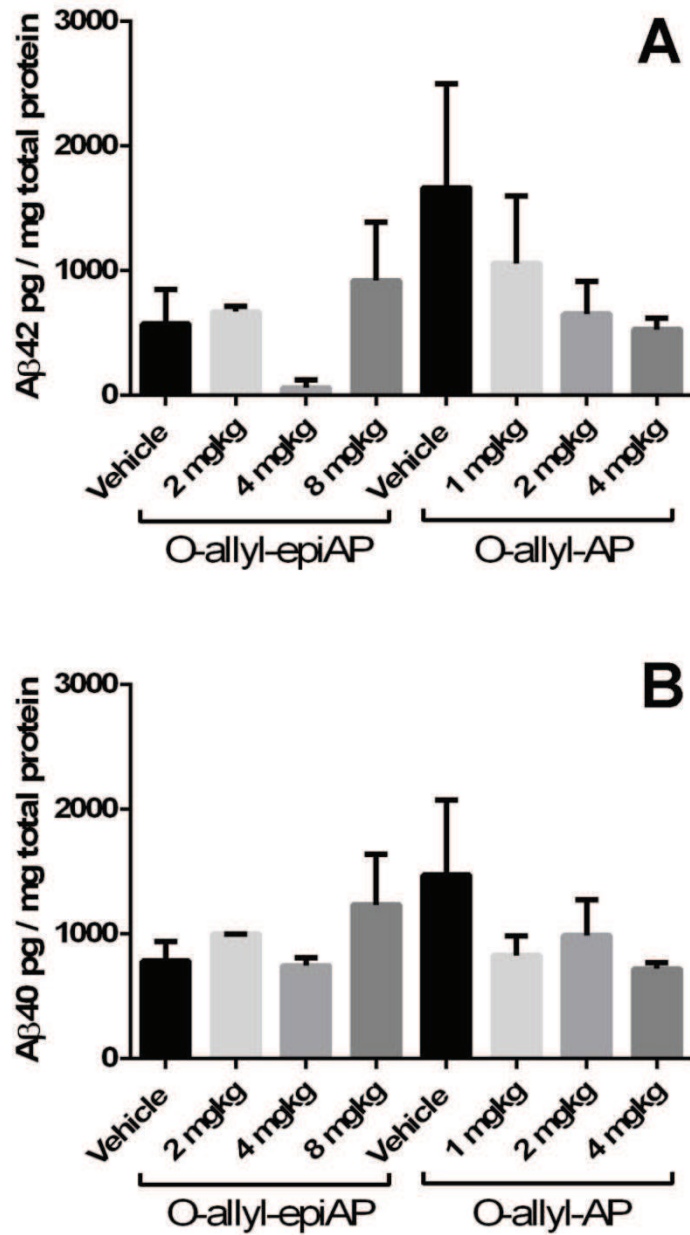 A
Aβ42 pg / mg total protein
3000
2000
1000
0
Vehicle
2 mgkg
4 mgkg
8 mgkg
Vehicle
1 mgkg
2 mgkg
4 mgkg
O-allyl-epiAP
O-allyl-AP
B
Aβ40 pg / mg total protein
3000
2000
1000
0
Vehicle
2 mgkg
4 mgkg
8 mgkg
Vehicle
1 mgkg
2 mgkg
4 mgkg
O-allyl-epiAP
O-allyl-AP